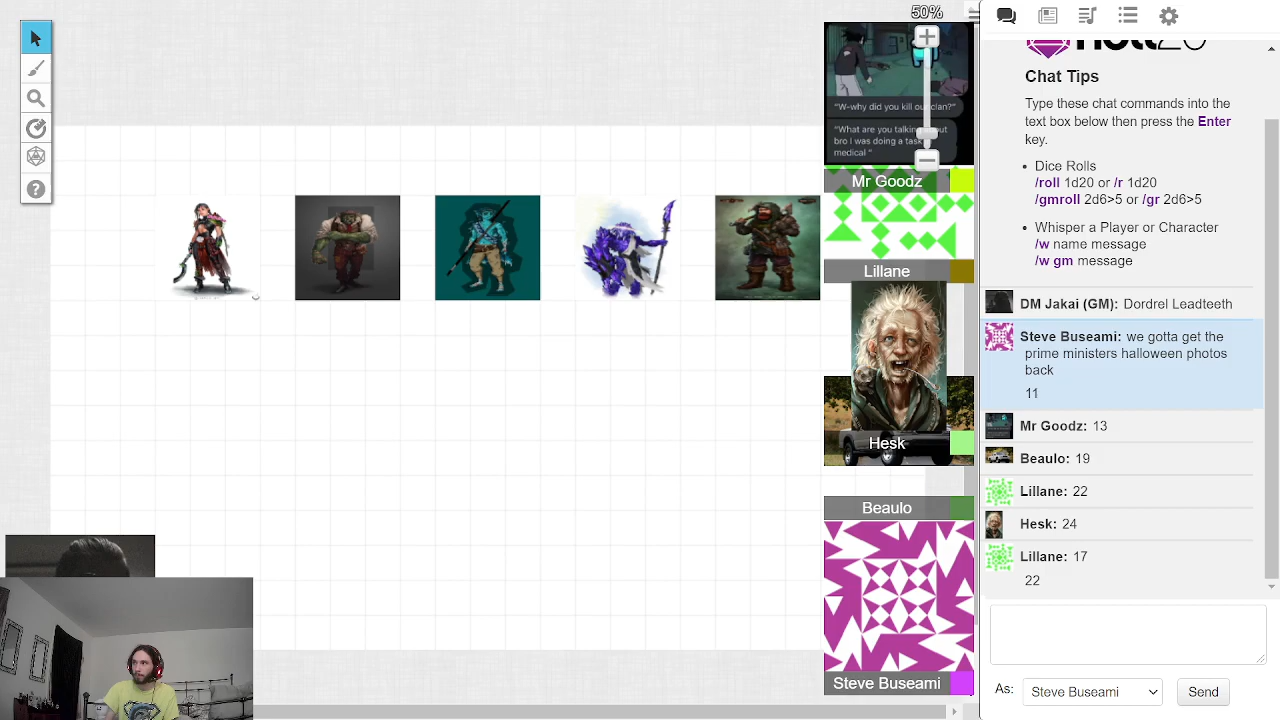 50%
"W-why did you kill our clan?"
"What are you talking about
bro I was doing a task
medical "
Mr Goodz
Lillane
Hesk
Beaulo
Steve Buseami
roll20
Chat Tips
Type these chat commands into the
text box below then press the Enter
key.
• Dice Rolls
/roll 1d20 or /r 1d20
/gmroll 2d6>5 or /gr 2d6>5
• Whisper a Player or Character
/w name message
/w gm message
DM Jakai (GM): Dordrel Leadteeth
Steve Buseami: we gotta get the
prime ministers halloween photos
back
11
Mr Goodz: 13
Beaulo: 19
Lillane: 22
Hesk: 24
Lillane: 17
22
As:
Steve Buseami
Send